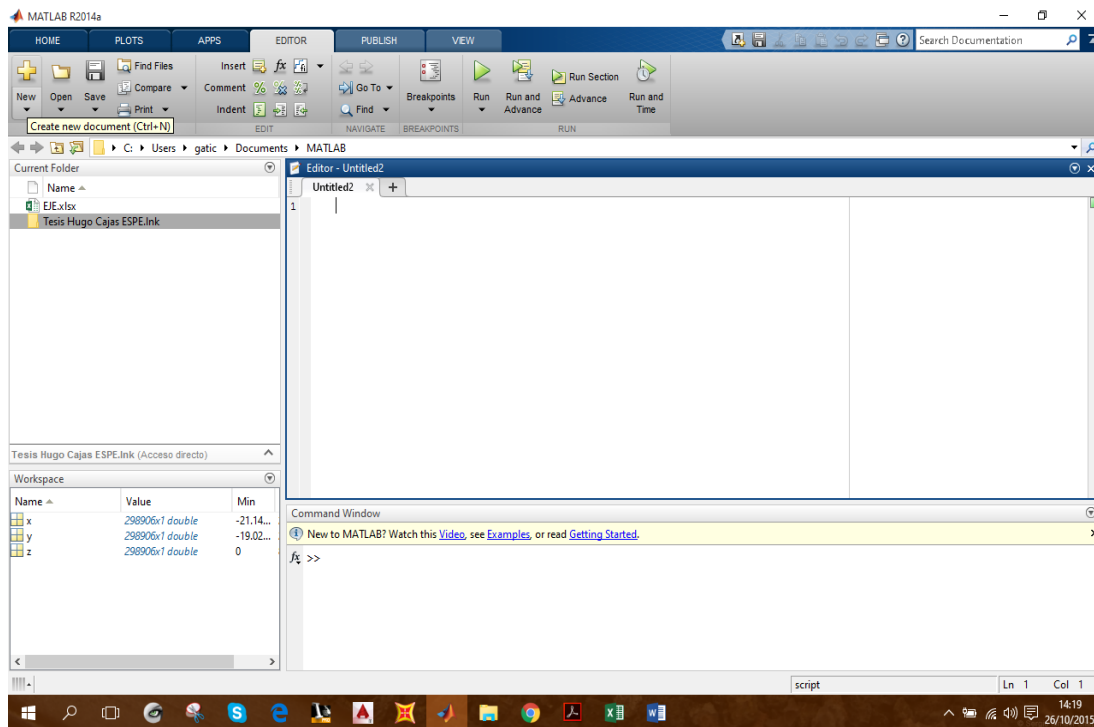 MATLAB R2014a
HOME PLOTS APPS EDITOR PUBLISH VIEW
Search Documentation
New Open Save
Find Files
Compare
Print
Insert
Comment
Indent
fx
Go To
Find
Breakpoints
Run
Run and Advance
Run Section
Advance
Run and Time
Create new document (Ctrl+N)
EDIT NAVIGATE BREAKPOINTS RUN
C: Users gatic Documents MATLAB
Current Folder
Name
EJE.xlsx
Tesis Hugo Cajas ESPE.lnk
Editor - Untitled2
Untitled2
1
Tesis Hugo Cajas ESPE.lnk (Acceso directo)
Workspace
Name Value Min
x 298906x1 double -21.14...
y 298906x1 double -19.02...
z 298906x1 double 0
Command Window
New to MATLAB? Watch this Video, see Examples, or read Getting Started.
fx >>
script Ln 1 Col 1
14:19
26/10/2015